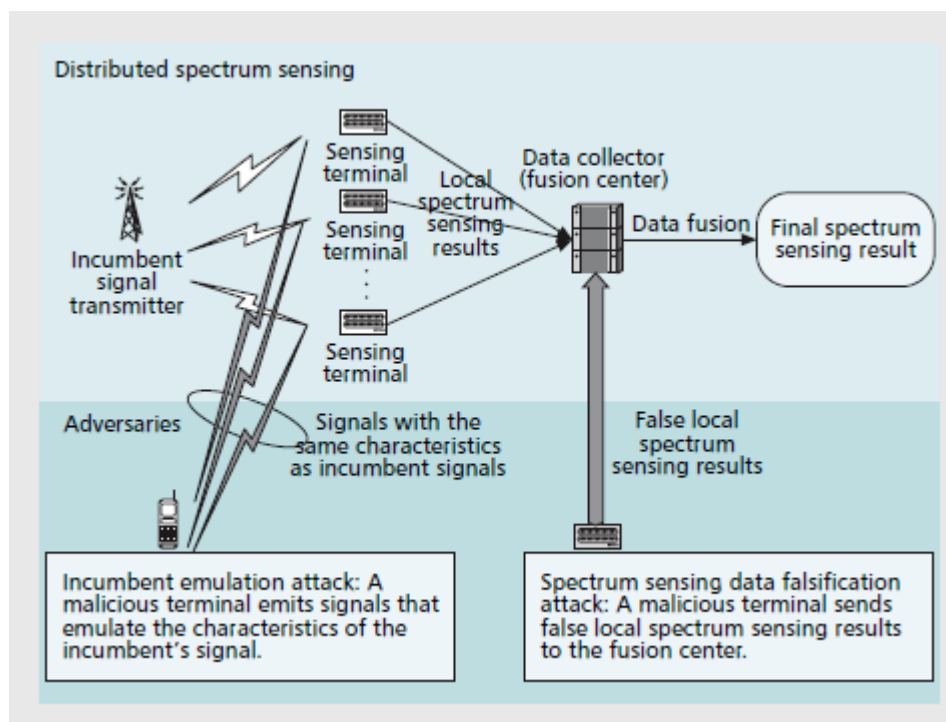 Distributed spectrum sensing
Sensing
terminal
Sensing
terminal
Sensing
terminal
Local
spectrum
sensing
results
Data collector
(fusion center)
Data fusion
Final spectrum
sensing result
Incumbent
signal
transmitter
Adversaries
Signals with the
same characteristics
as incumbent signals
False local
spectrum
sensing results
Incumbent emulation attack: A
malicious terminal emits signals that
emulate the characteristics of the
incumbent's signal.
Spectrum sensing data falsification
attack: A malicious terminal sends
false local spectrum sensing results
to the fusion center.